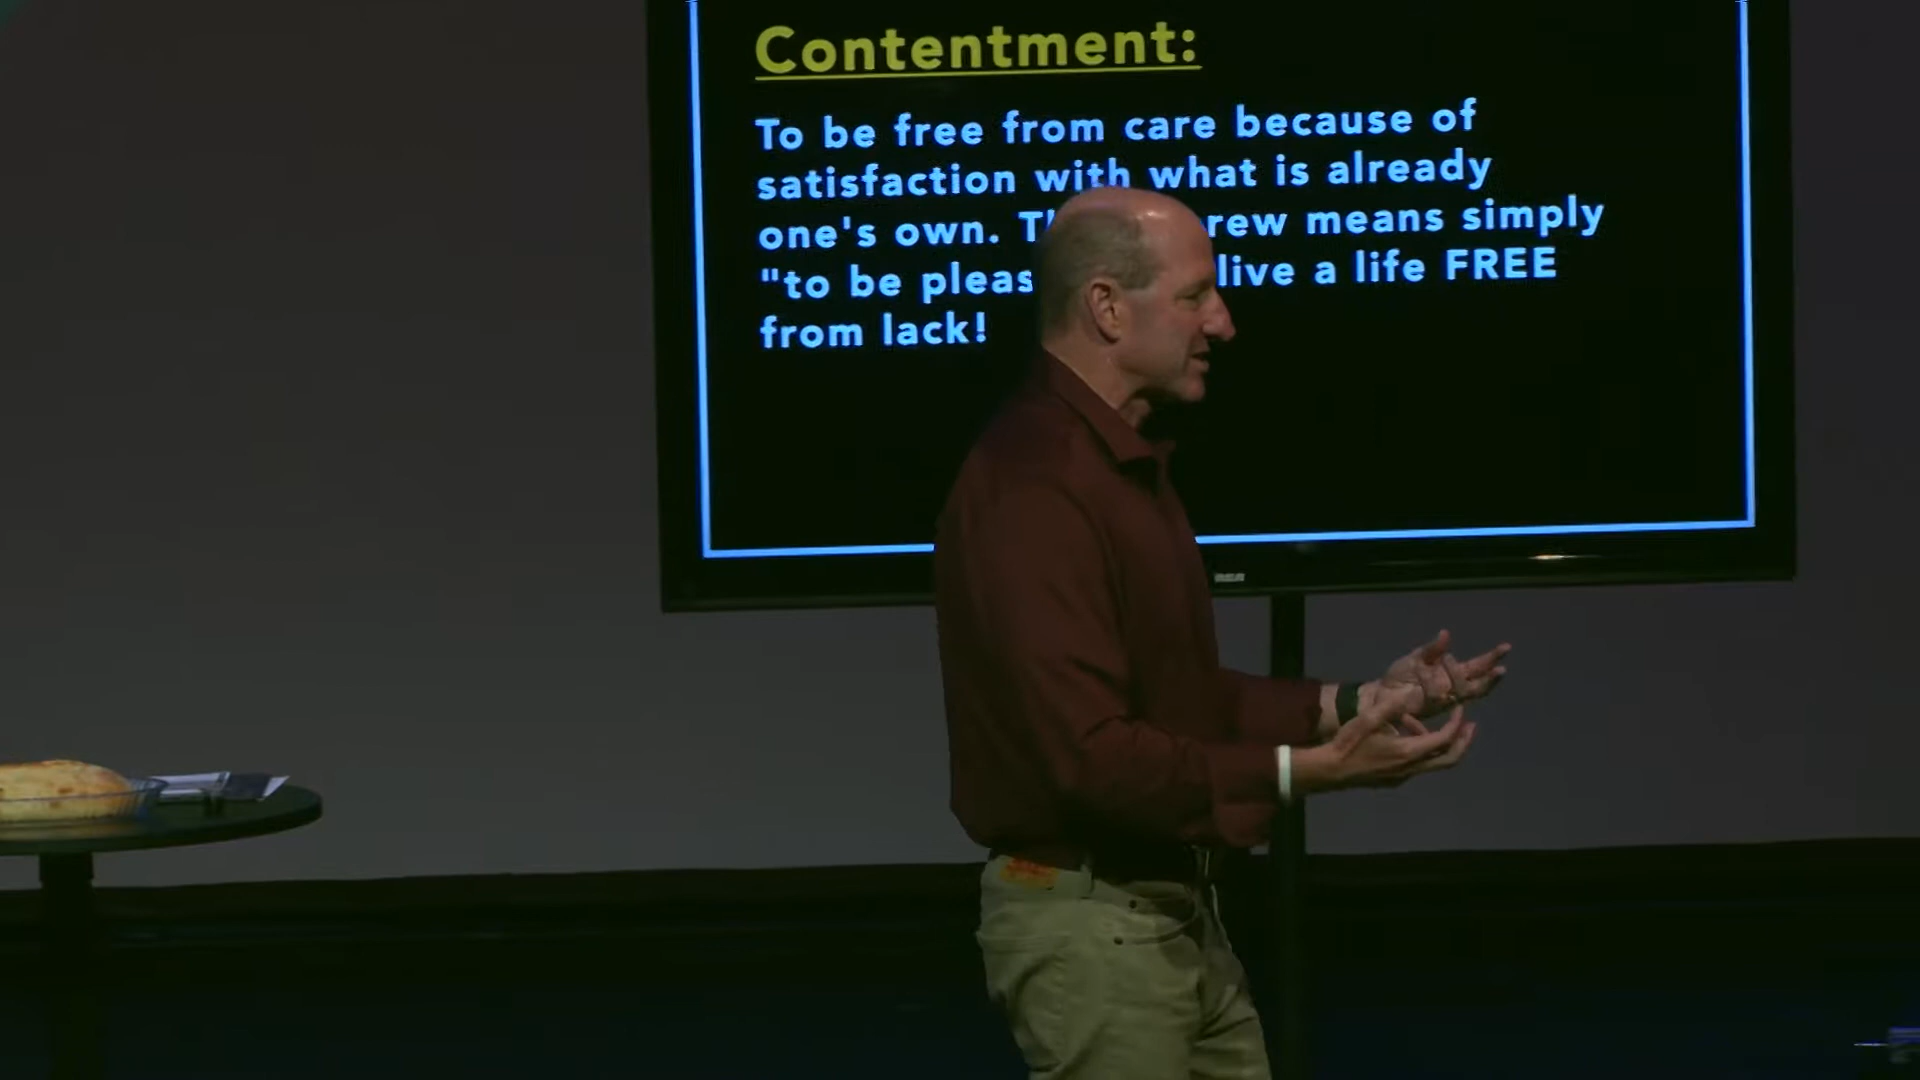 Contentment:
To be free from care because of
satisfaction with what is already
one's own. rew means simply
"to be pleas live a life FREE
from lack!
RCA